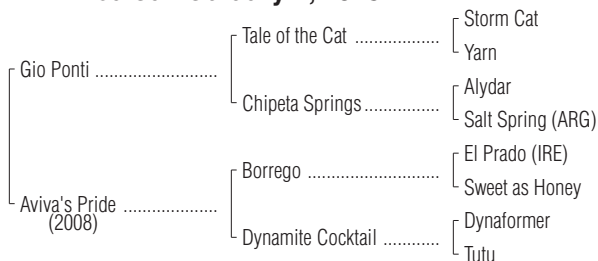 Gio Ponti ............................
Tale of the Cat ...................
Storm Cat
Yarn
Chipeta Springs .................
Alydar
Salt Spring (ARG)
Aviva's Pride ......................
(2008)
Borrego ..............................
El Prado (IRE)
Sweet as Honey
Dynamite Cocktail .............
Dynaformer
Tutu